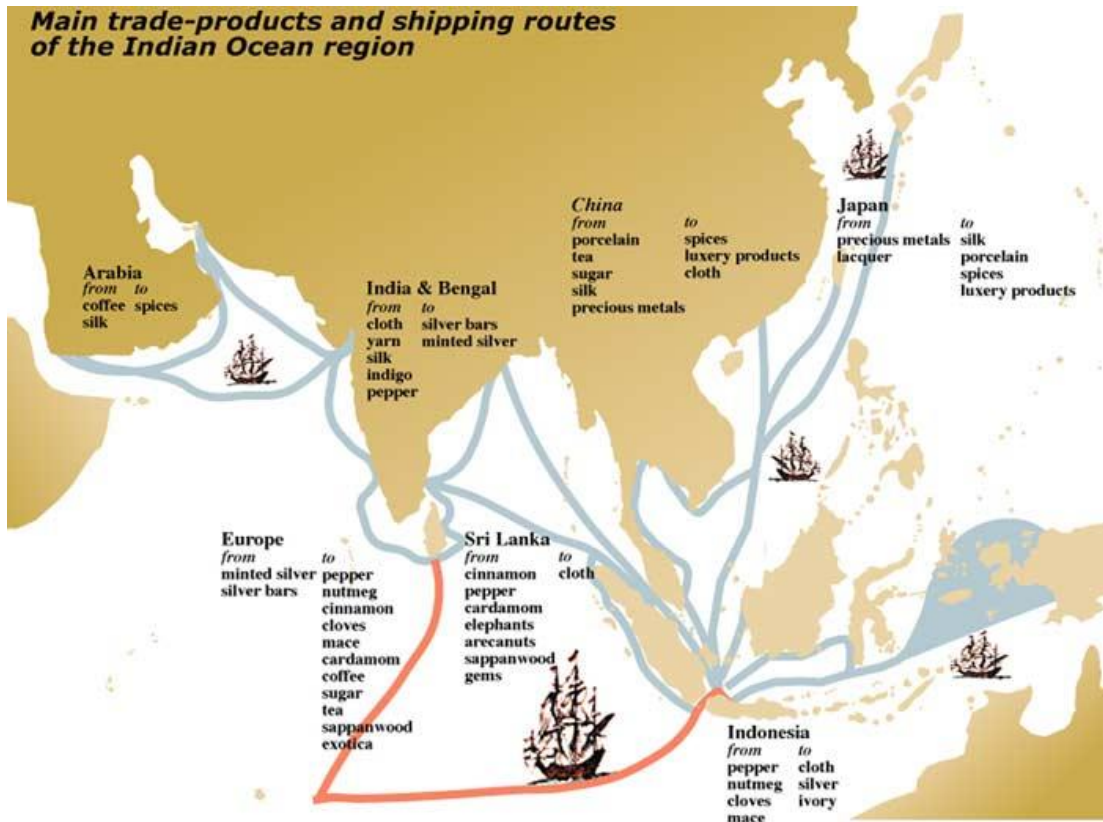 Main trade-products and shipping routes
of the Indian Ocean region
China
from to
porcelain spices
tea luxery products
sugar cloth
silk
precious metals
Japan
from to
precious metals silk
lacquer porcelain
spices
luxery products
Arabia
from to
coffee spices
silk
India & Bengal
from to
cloth silver bars
yarn minted silver
silk
indigo
pepper
Europe
from to
minted silver pepper
silver bars nutmeg
cinnamon
cloves
mace
cardamom
coffee
sugar
tea
sappanwood
exotica
Sri Lanka
from to
cinnamon cloth
pepper
cardamom
elephants
arecanuts
sappanwood
gems
Indonesia
from to
pepper cloth
nutmeg silver
cloves ivory
mace